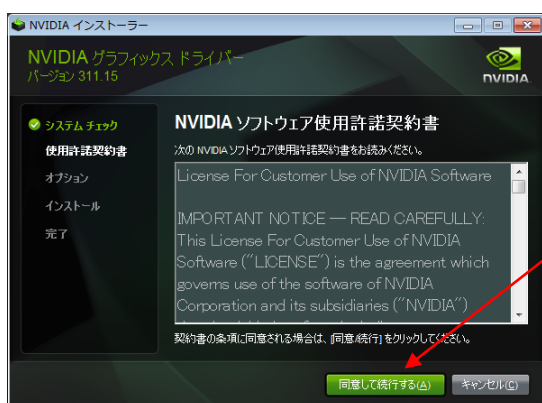 NVIDIA インストーラー
NVIDIA グラフィックス ドライバー
バージョン 311.15
NVIDIA
システム チェック
使用許諾契約書
オプション
インストール
完了
NVIDIA ソフトウェア使用許諾契約書
次の NVIDIA ソフトウェア使用許諾契約書をお読みください。
License For Customer Use of NVIDIA Software
IMPORTANT NOTICE — READ CAREFULLY:
This License For Customer Use of NVIDIA
Software ("LICENSE") is the agreement which
governs use of the software of NVIDIA
Corporation and its subsidiaries ("NVIDIA")
契約書の条項に同意される場合は、[同意/続行] をクリックしてください。
同意して続行する(A)
キャンセル(C)